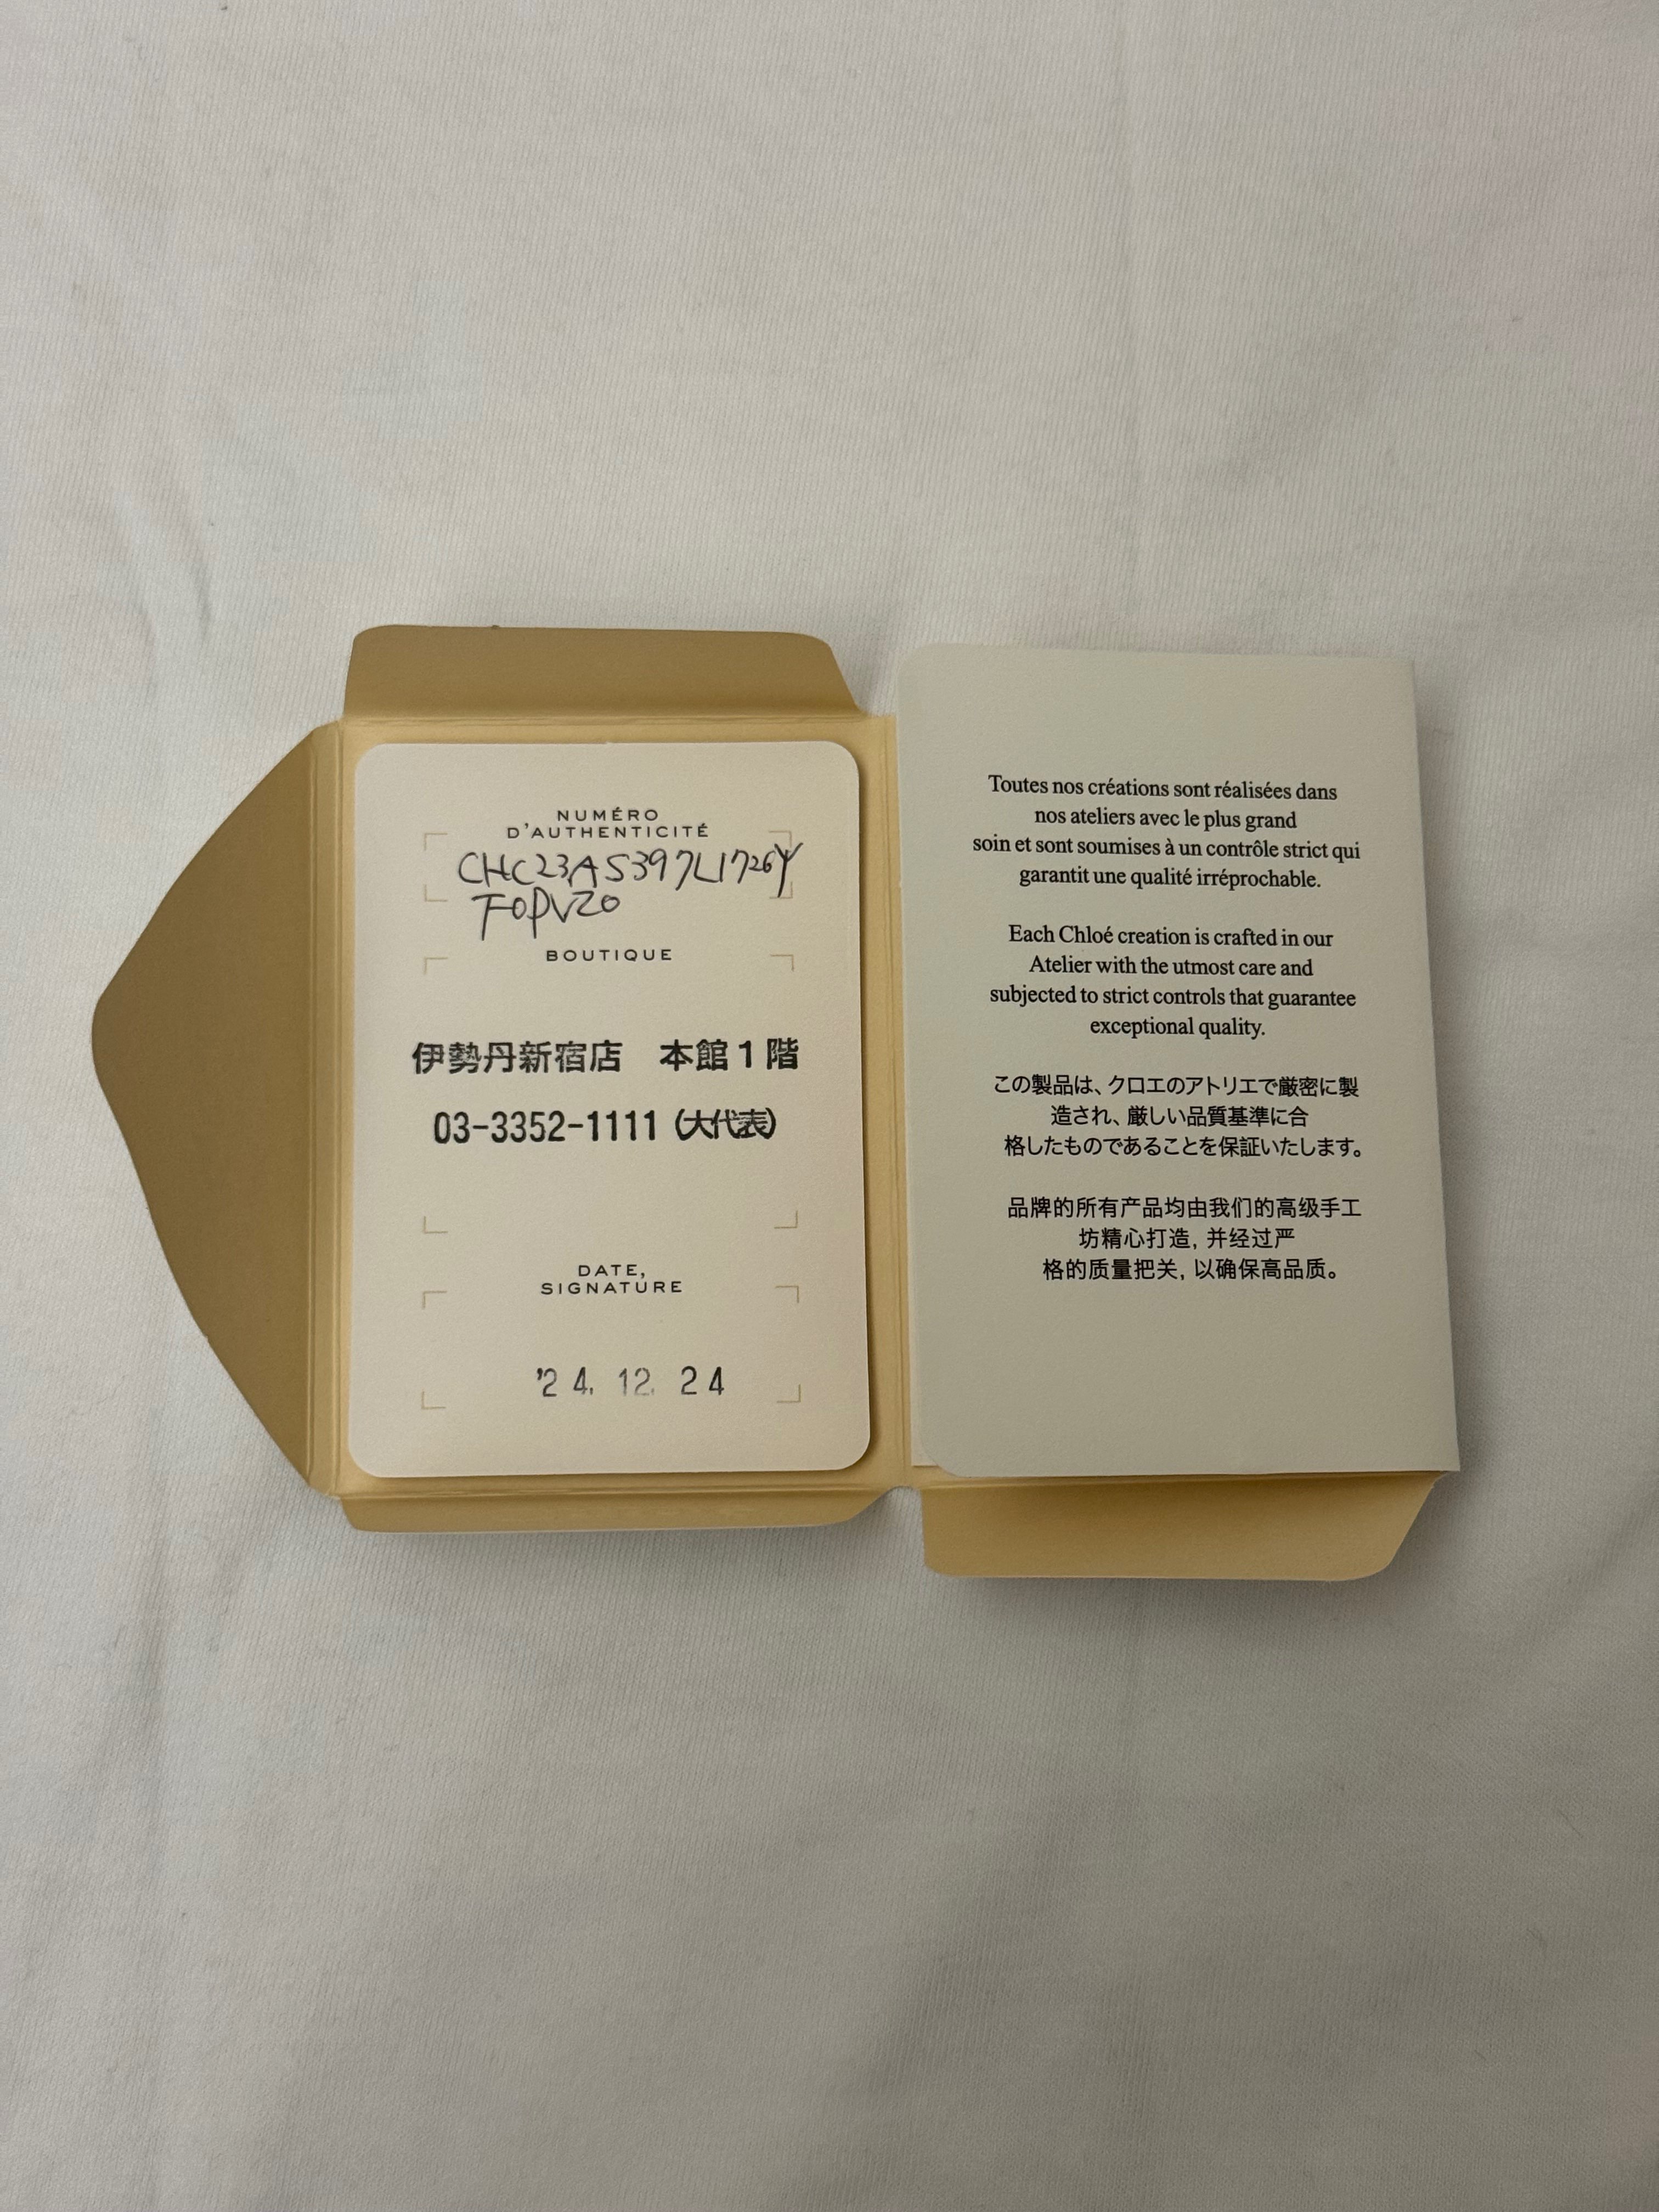 NUMÉRO
D'AUTHENTICITÉ
CHC23AS397L1726Y
F0PVZ0
BOUTIQUE
伊勢丹新宿店　本館1階
03-3352-1111（大代表）
DATE,
SIGNATURE
'24. 12. 24
Toutes nos créations sont réalisées dans
nos ateliers avec le plus grand
soin et sont soumises à un contrôle strict qui
garantit une qualité irréprochable.
Each Chloé creation is crafted in our
Atelier with the utmost care and
subjected to strict controls that guarantee
exceptional quality.
この製品は、クロエのアトリエで厳密に製
造され、厳しい品質基準に合
格したものであることを保証いたします。
品牌的所有产品均由我们的高级手工
坊精心打造, 并经过严
格的质量把关, 以确保高品质。